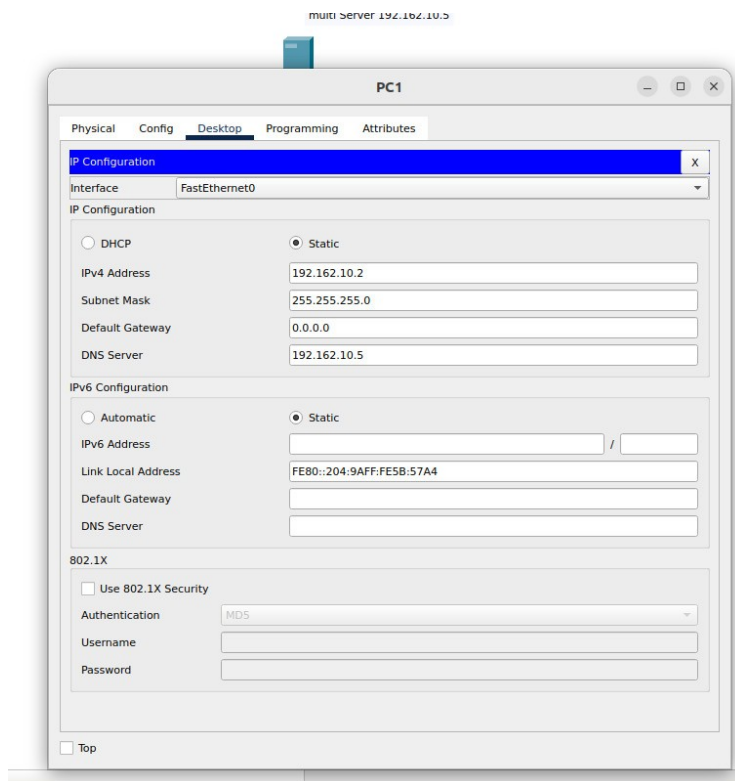 multi Server 192.162.10.5
PC1
Physical Config Desktop Programming Attributes
IP Configuration X
Interface FastEthernet0
IP Configuration
DHCP Static
IPv4 Address 192.162.10.2
Subnet Mask 255.255.255.0
Default Gateway 0.0.0.0
DNS Server 192.162.10.5
IPv6 Configuration
Automatic Static
IPv6 Address /
Link Local Address FE80::204:9AFF:FE5B:57A4
Default Gateway
DNS Server
802.1X
Use 802.1X Security
Authentication MD5
Username
Password
Top